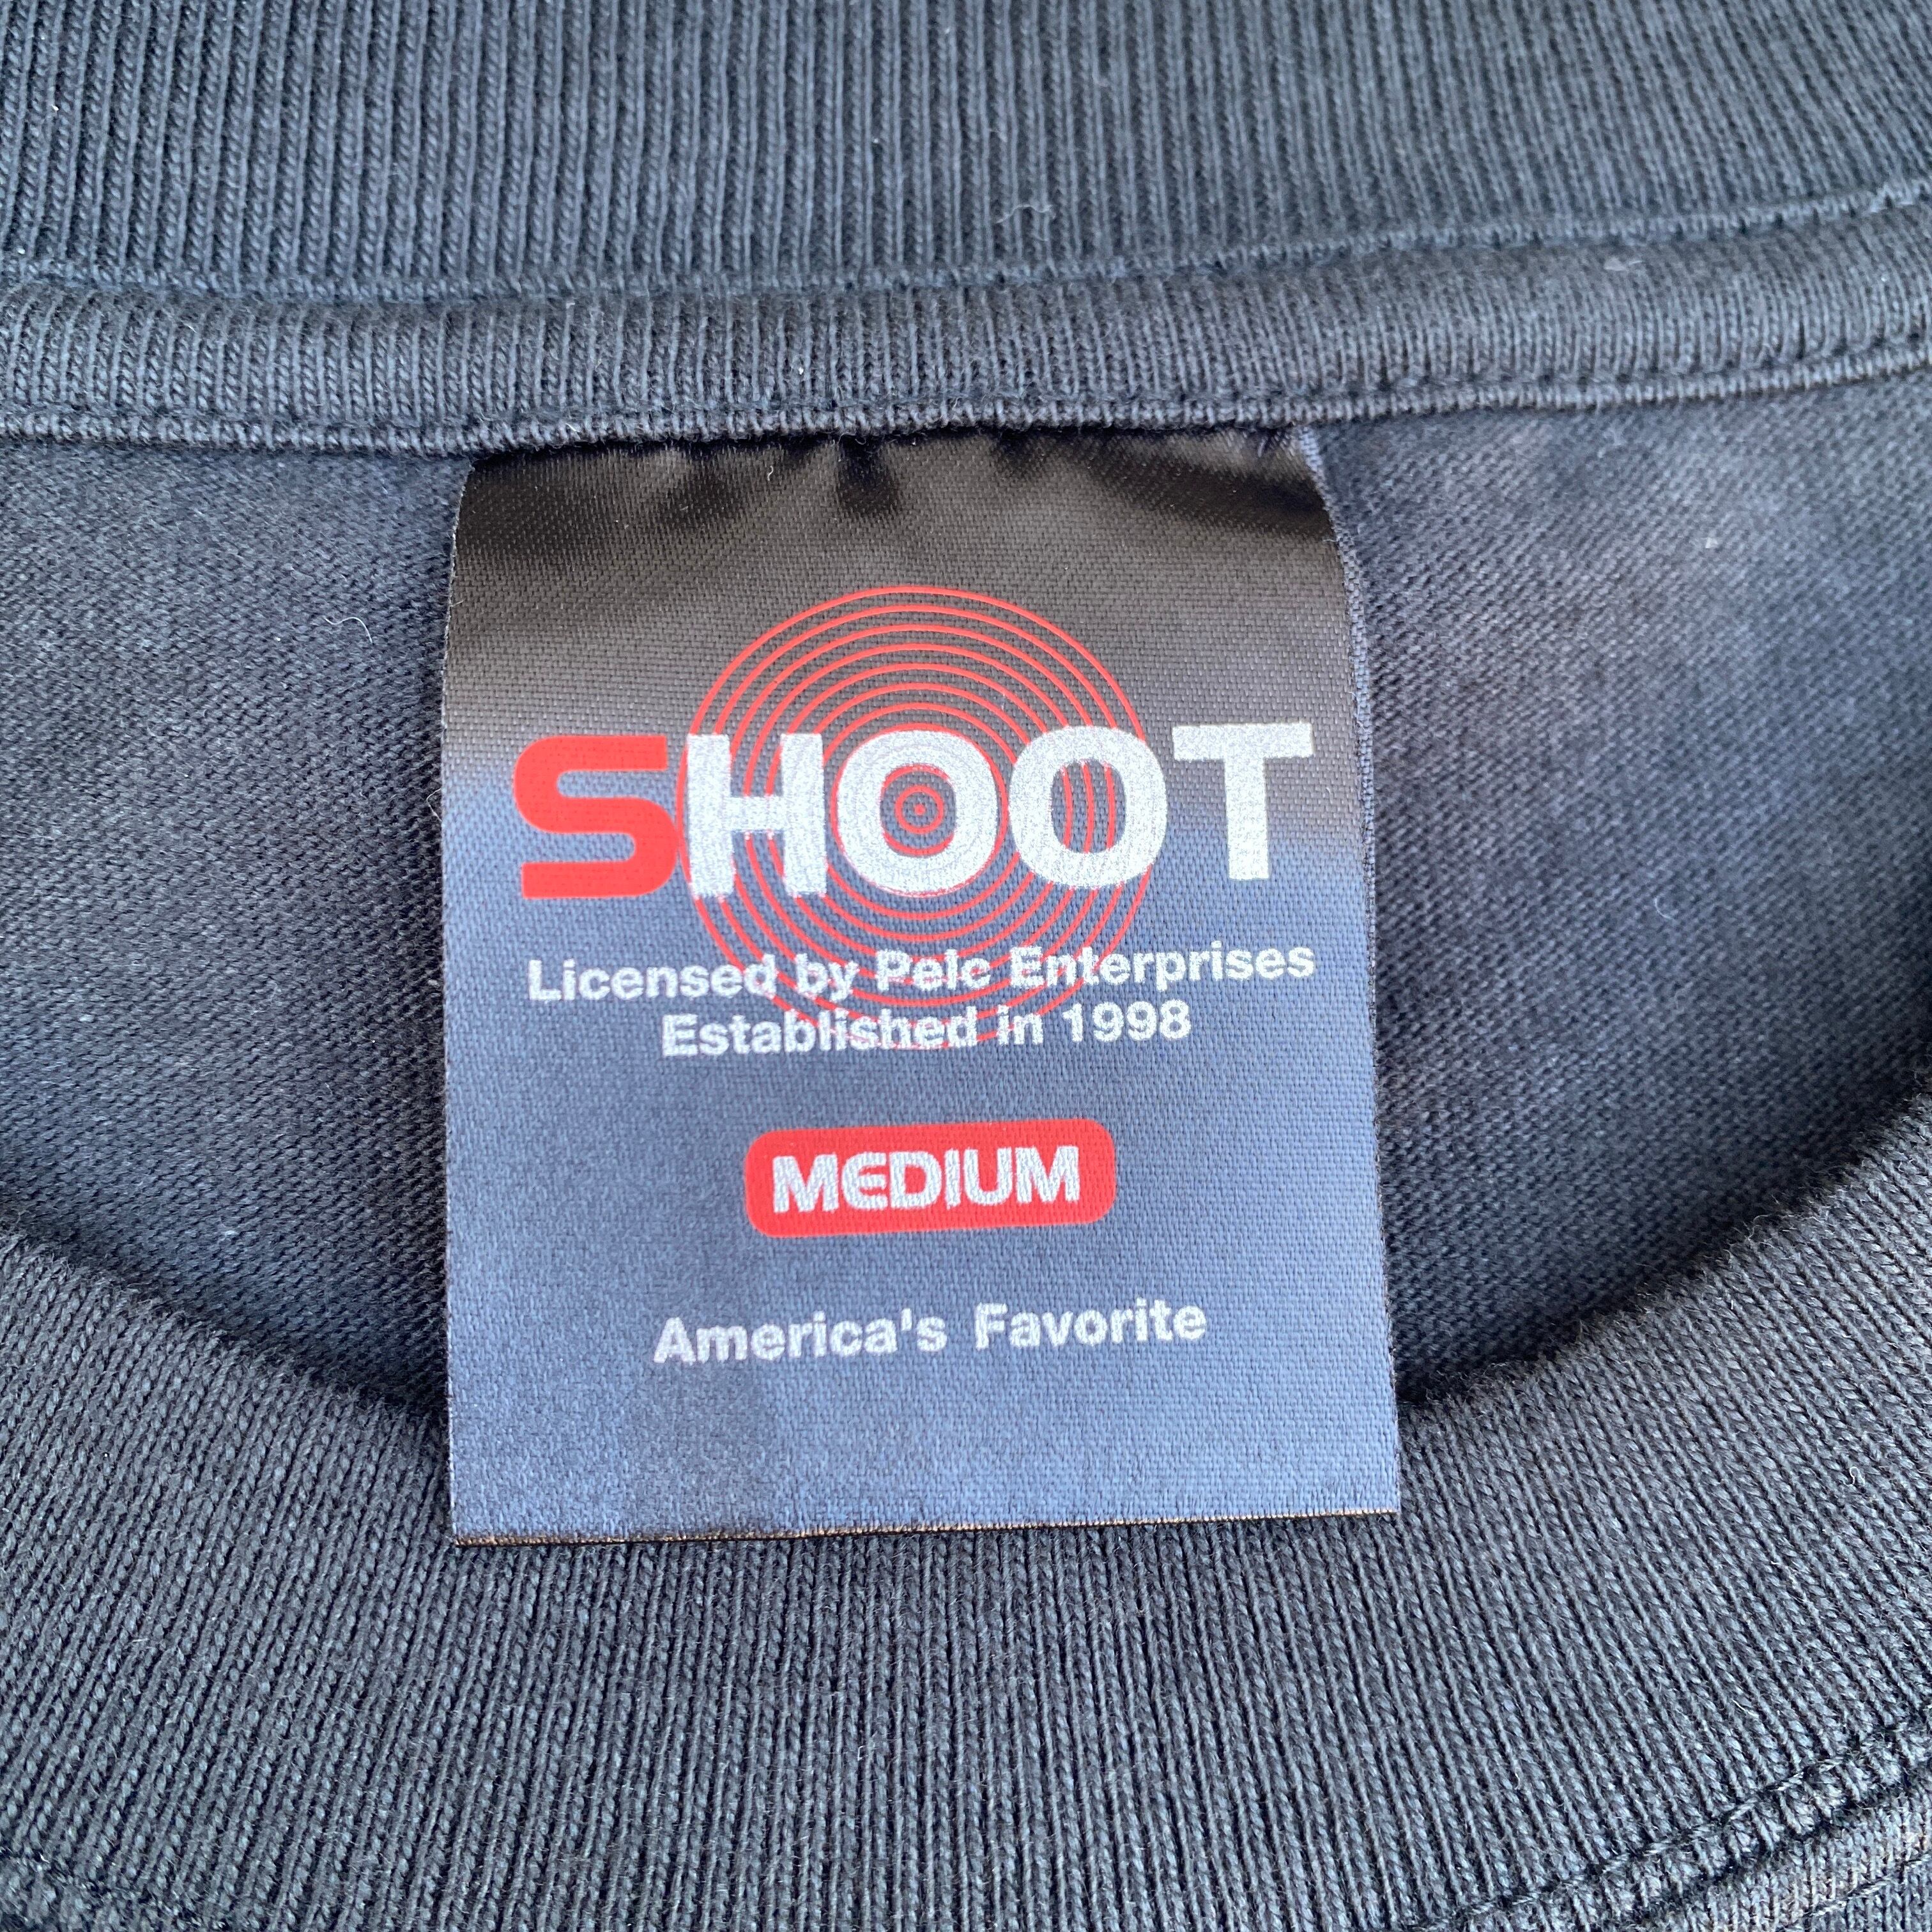 SHOOT
Licensed by Pelc Enterprises
Established in 1998
MEDIUM
America's Favorite